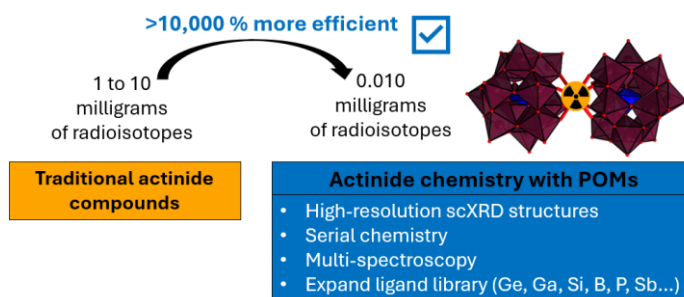 >10,000 % more efficient
1 to 10
milligrams
of radioisotopes
0.010
milligrams
of radioisotopes
Traditional actinide
compounds
Actinide chemistry with POMs
• High-resolution scXRD structures
• Serial chemistry
• Multi-spectroscopy
• Expand ligand library (Ge, Ga, Si, B, P, Sb...)